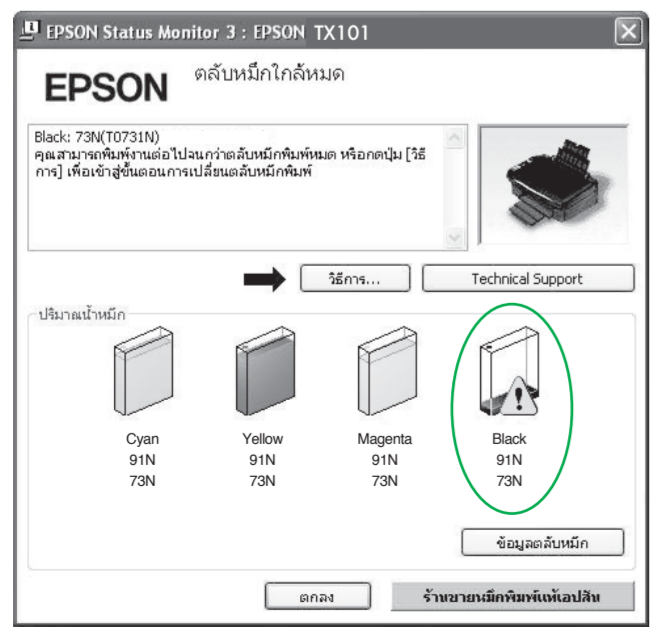 EPSON Status Monitor 3 : EPSON TX101
EPSON
ตลับหมึกใกล้หมด
Black: 73N(T0731N)
คุณสามารถพิมพ์งานต่อไปจนกว่าตลับหมึกพิมพ์หมด หรือกดปุ่ม [วิธี
การ] เพื่อเข้าสู่ขั้นตอนการเปลี่ยนตลับหมึกพิมพ์
วิธีการ...
Technical Support
ปริมาณน้ำหมึก
Cyan Yellow Magenta Black
91N 91N 91N 91N
73N 73N 73N 73N
ข้อมูลตลับหมึก
ตกลง
ร้านขายหมึกพิมพ์แท้เอปสัน